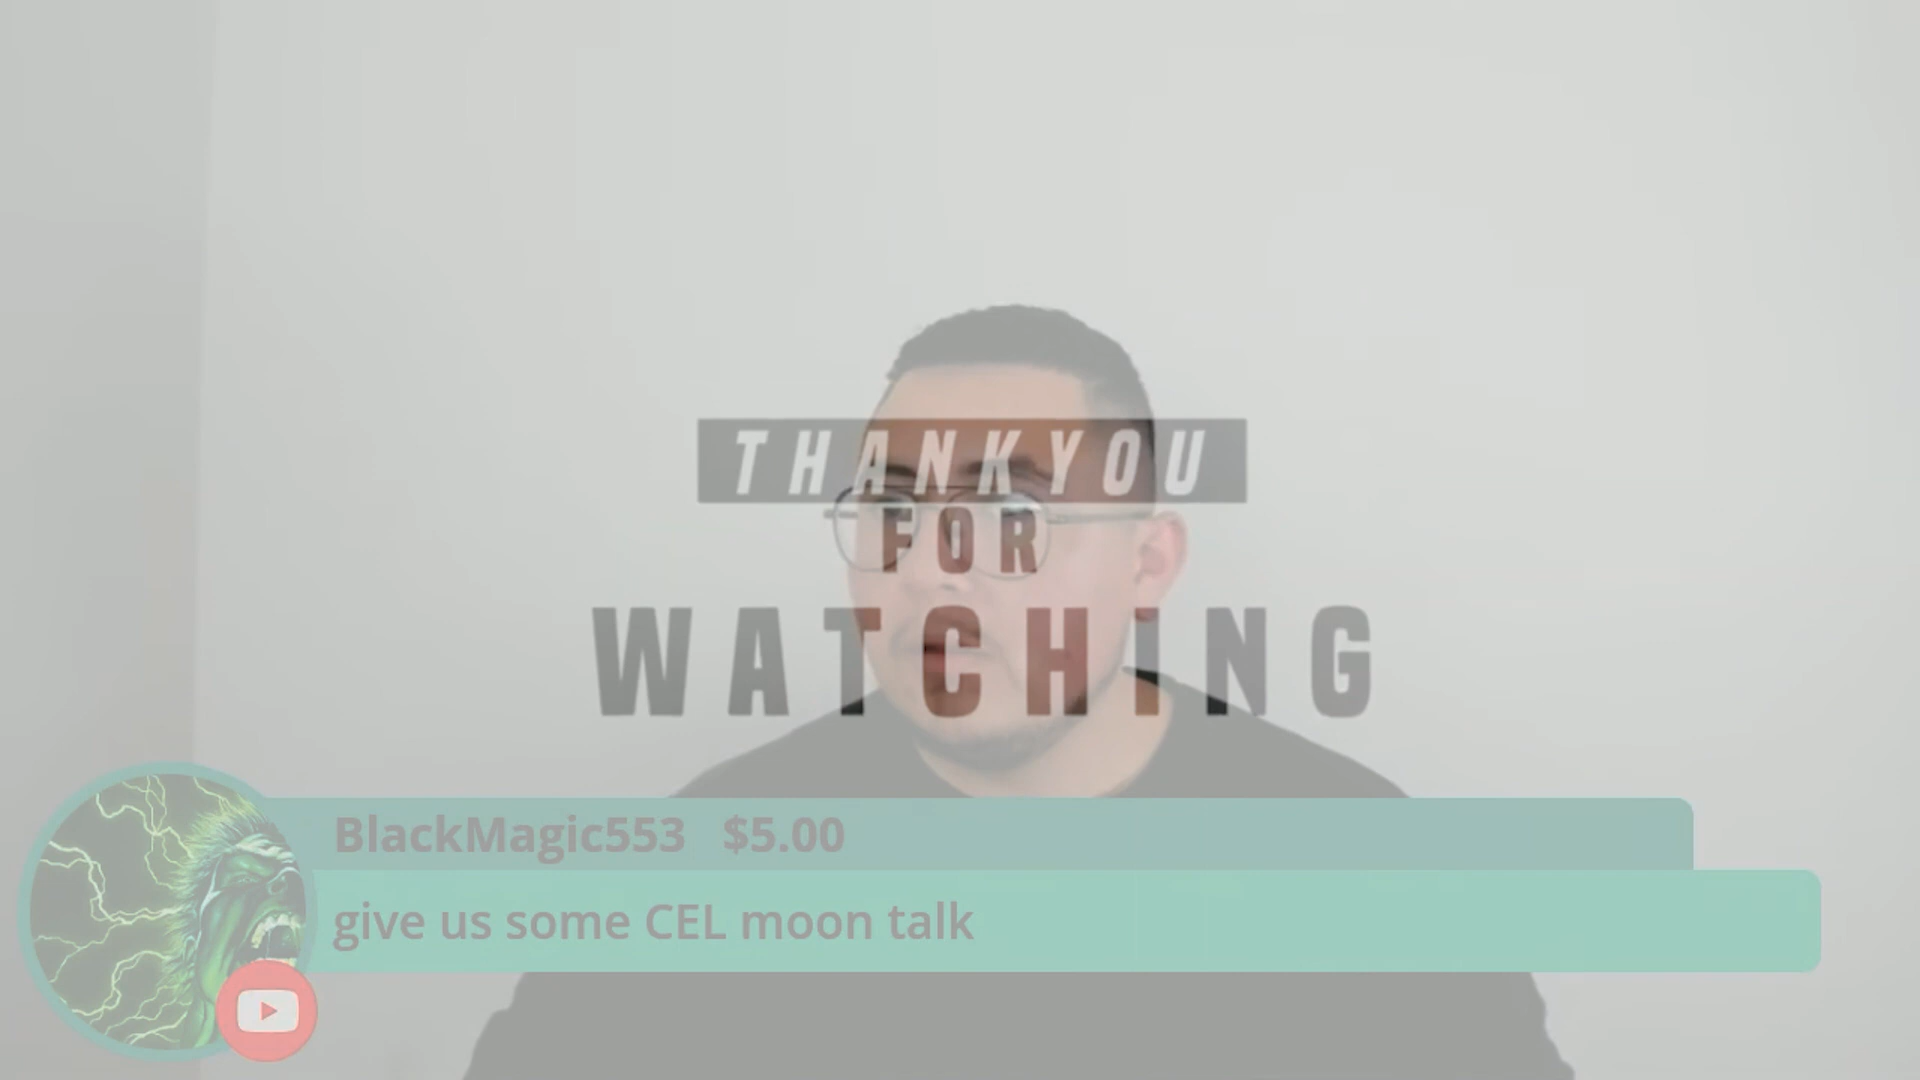 THANKYOU
FOR
WATCHING
BlackMagic553 $5.00
give us some CEL moon talk